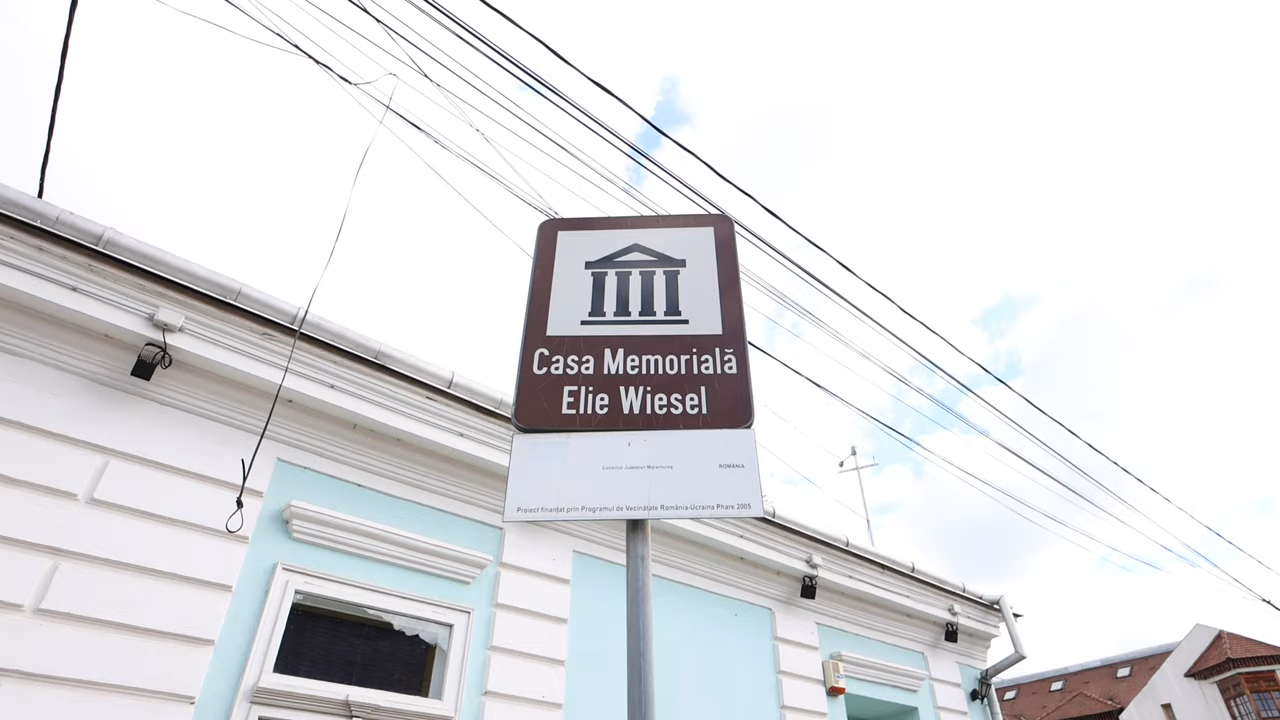 Casa Memorială
Elie Wiesel
Consiliul Județean Maramureș
ROMÂNIA
Proiect finanțat prin Programul de Vecinătate România-Ucraina Phare 2005